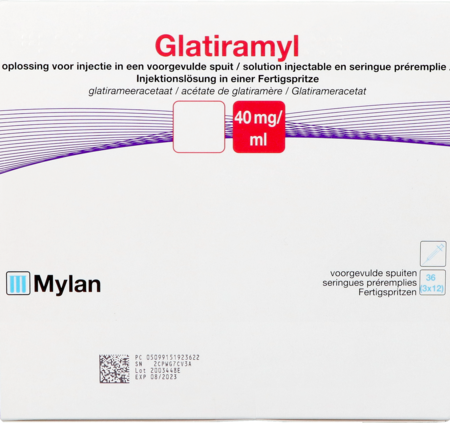 Glatiramyl
oplossing voor injectie in een voorgevulde spuit / solution injectable en seringue préremplie /
Injektionslösung in einer Fertigspritze
glatirameeracetaat / acétate de glatiramère / Glatirameracetat
40 mg/
ml
Mylan
voorgevulde spuiten
seringues préremplies
Fertigspritzen
36
(3x12)
PC 05099151923622
SN ZCPWG7CV3A
Lot 2003448E
EXP 08/2023